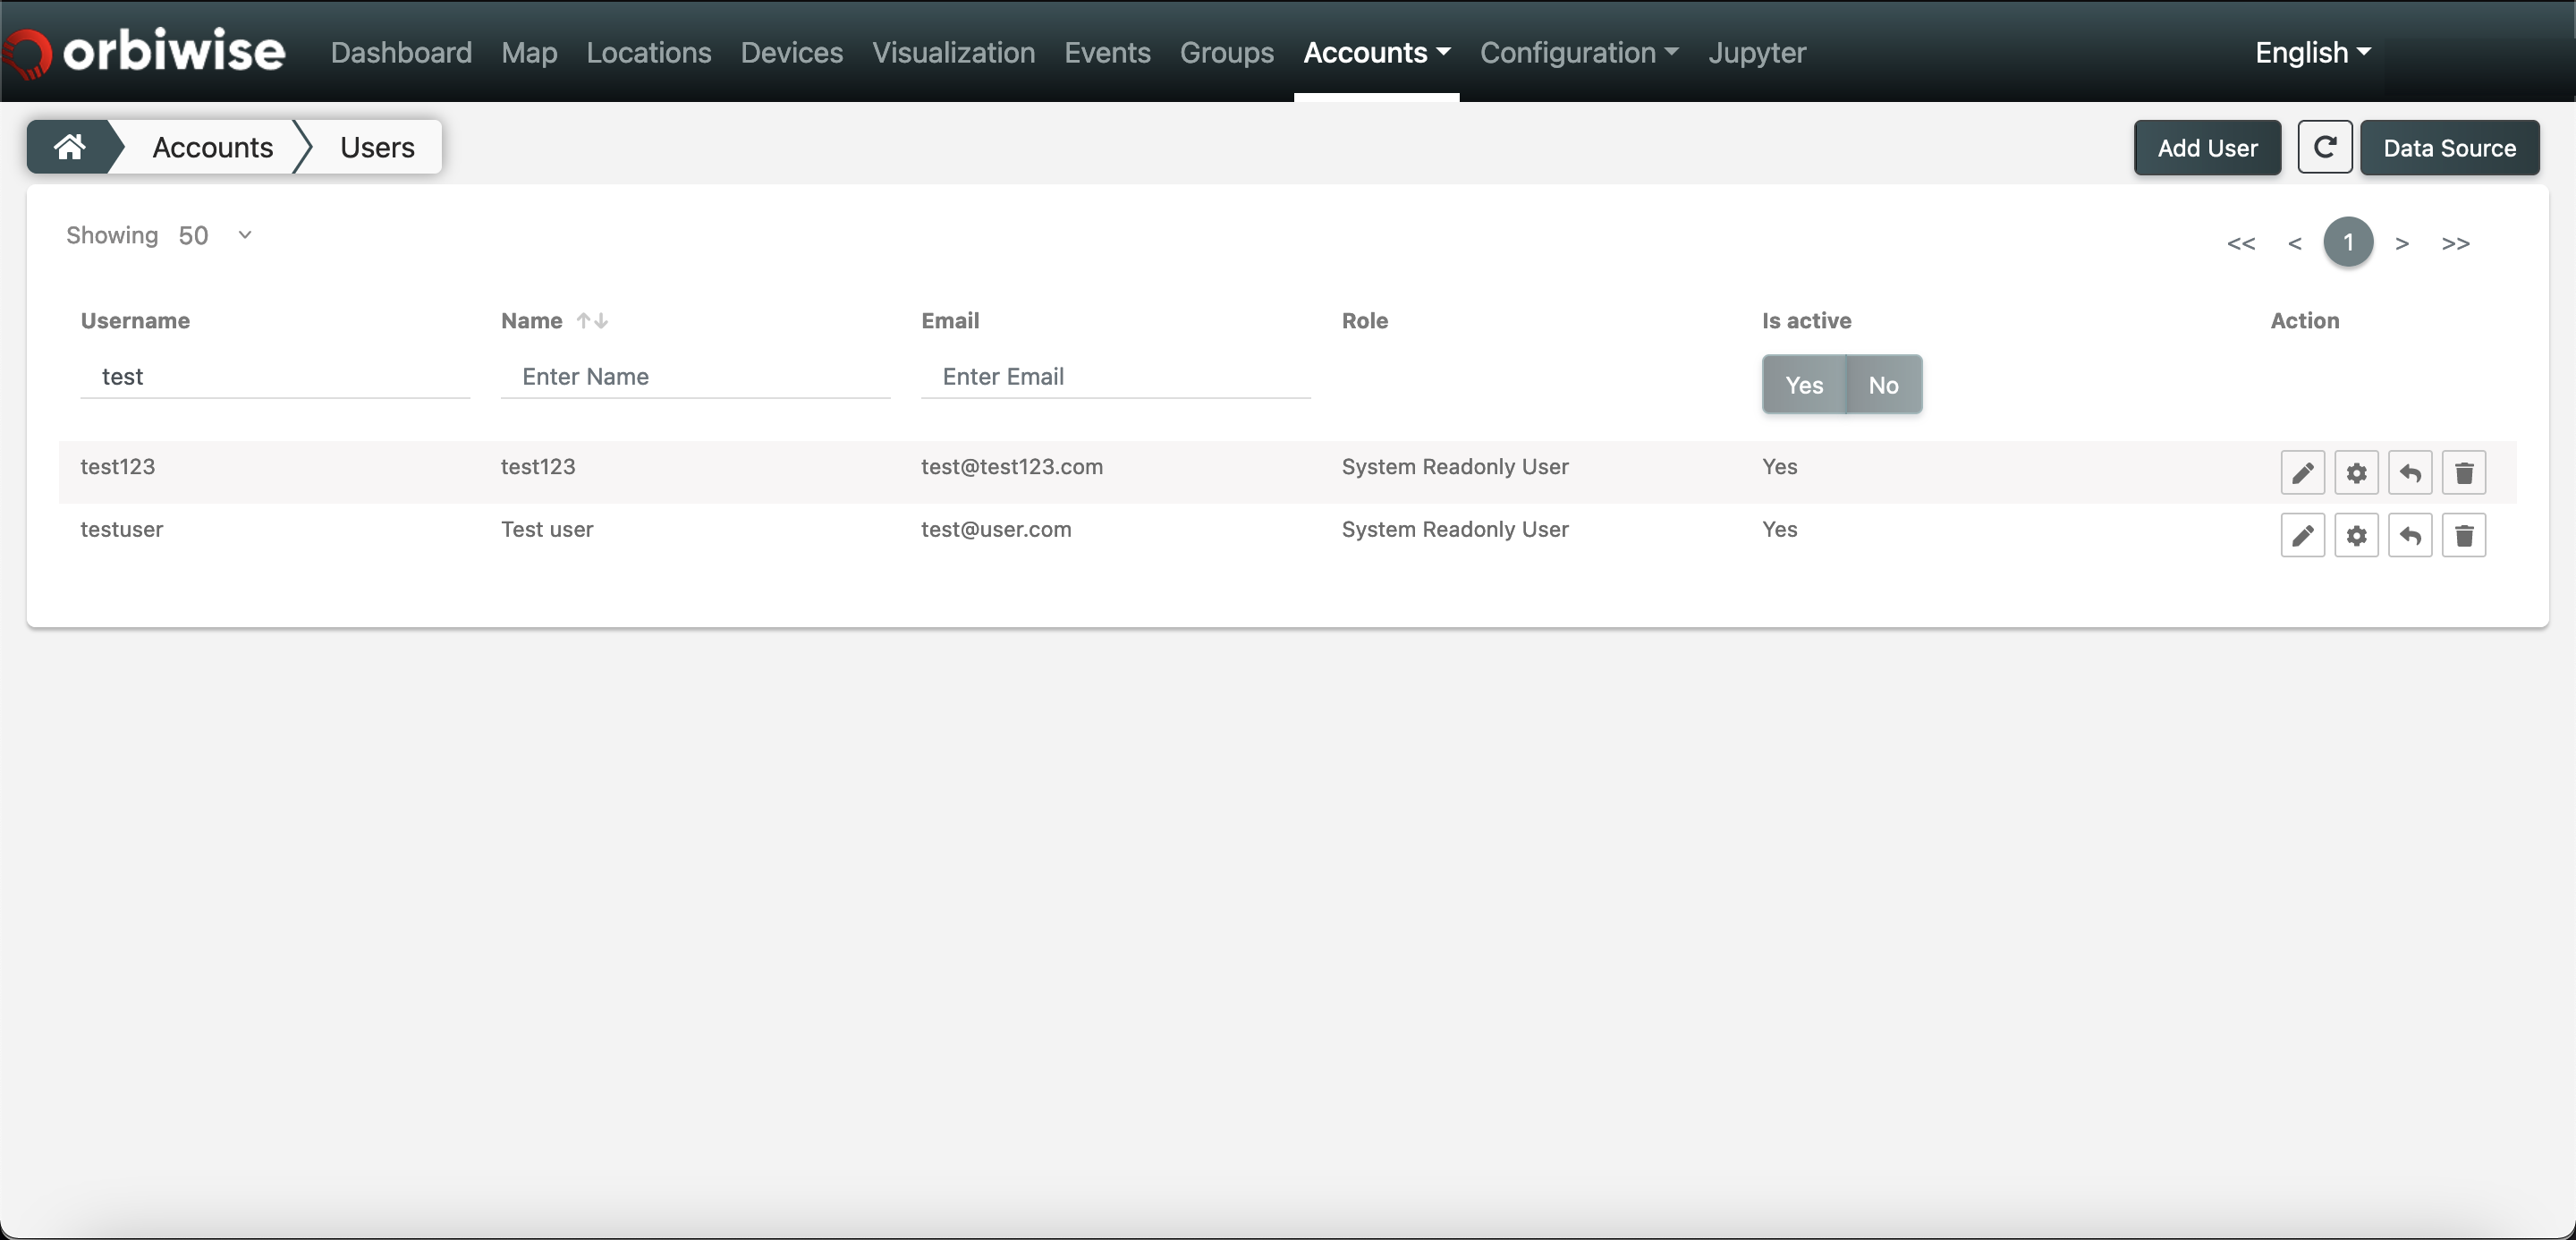 orbiwise Dashboard Map Locations Devices Visualization Events Groups Accounts Configuration Jupyter English
Accounts Users Add User Data Source
Showing 50 << < 1 > >>
Username Name Email Role Is active Action
test Enter Name Enter Email Yes No
test123 test123 test@test123.com System Readonly User Yes
testuser Test user test@user.com System Readonly User Yes